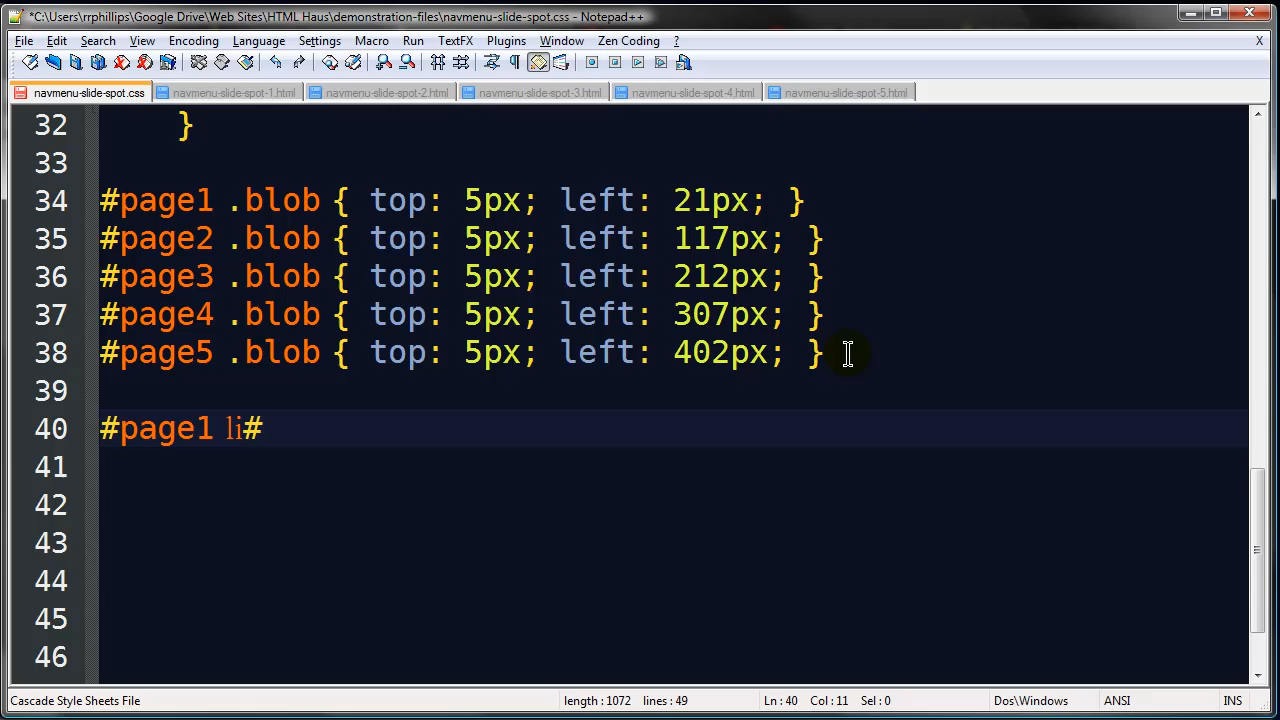 *C:\Users\rrphillips\Google Drive\Web Sites\HTML Haus\demonstration-files\navmenu-slide-spot.css - Notepad++
File Edit Search View Encoding Language Settings Macro Run TextFX Plugins Window Zen Coding ? X
navmenu-slide-spot.css navmenu-slide-spot-1.html navmenu-slide-spot-2.html navmenu-slide-spot-3.html navmenu-slide-spot-4.html navmenu-slide-spot-5.html
32 }
33
34 #page1 .blob { top: 5px; left: 21px; }
35 #page2 .blob { top: 5px; left: 117px; }
36 #page3 .blob { top: 5px; left: 212px; }
37 #page4 .blob { top: 5px; left: 307px; }
38 #page5 .blob { top: 5px; left: 402px; }
39
40 #page1 li#
41
42
43
44
45
46
Cascade Style Sheets File length : 1072 lines : 49 Ln : 40 Col : 11 Sel : 0 Dos\Windows ANSI INS